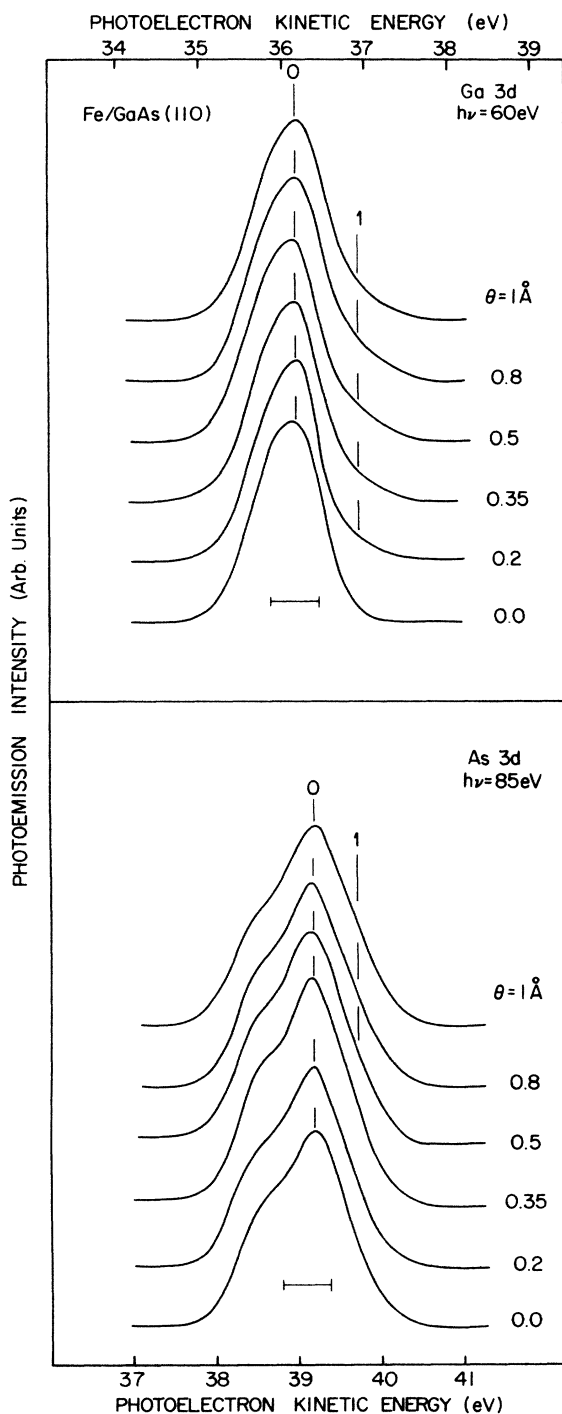 PHOTOELECTRON KINETIC ENERGY (eV)
34 35 36 37 38 39
0
Fe/GaAs(110)
Ga 3d
hν=60eV
1
θ=1Å
0.8
0.5
0.35
0.2
0.0
PHOTOEMISSION INTENSITY (Arb. Units)
As 3d
hν=85eV
0
1
θ=1Å
0.8
0.5
0.35
0.2
0.0
37 38 39 40 41
PHOTOELECTRON KINETIC ENERGY (eV)